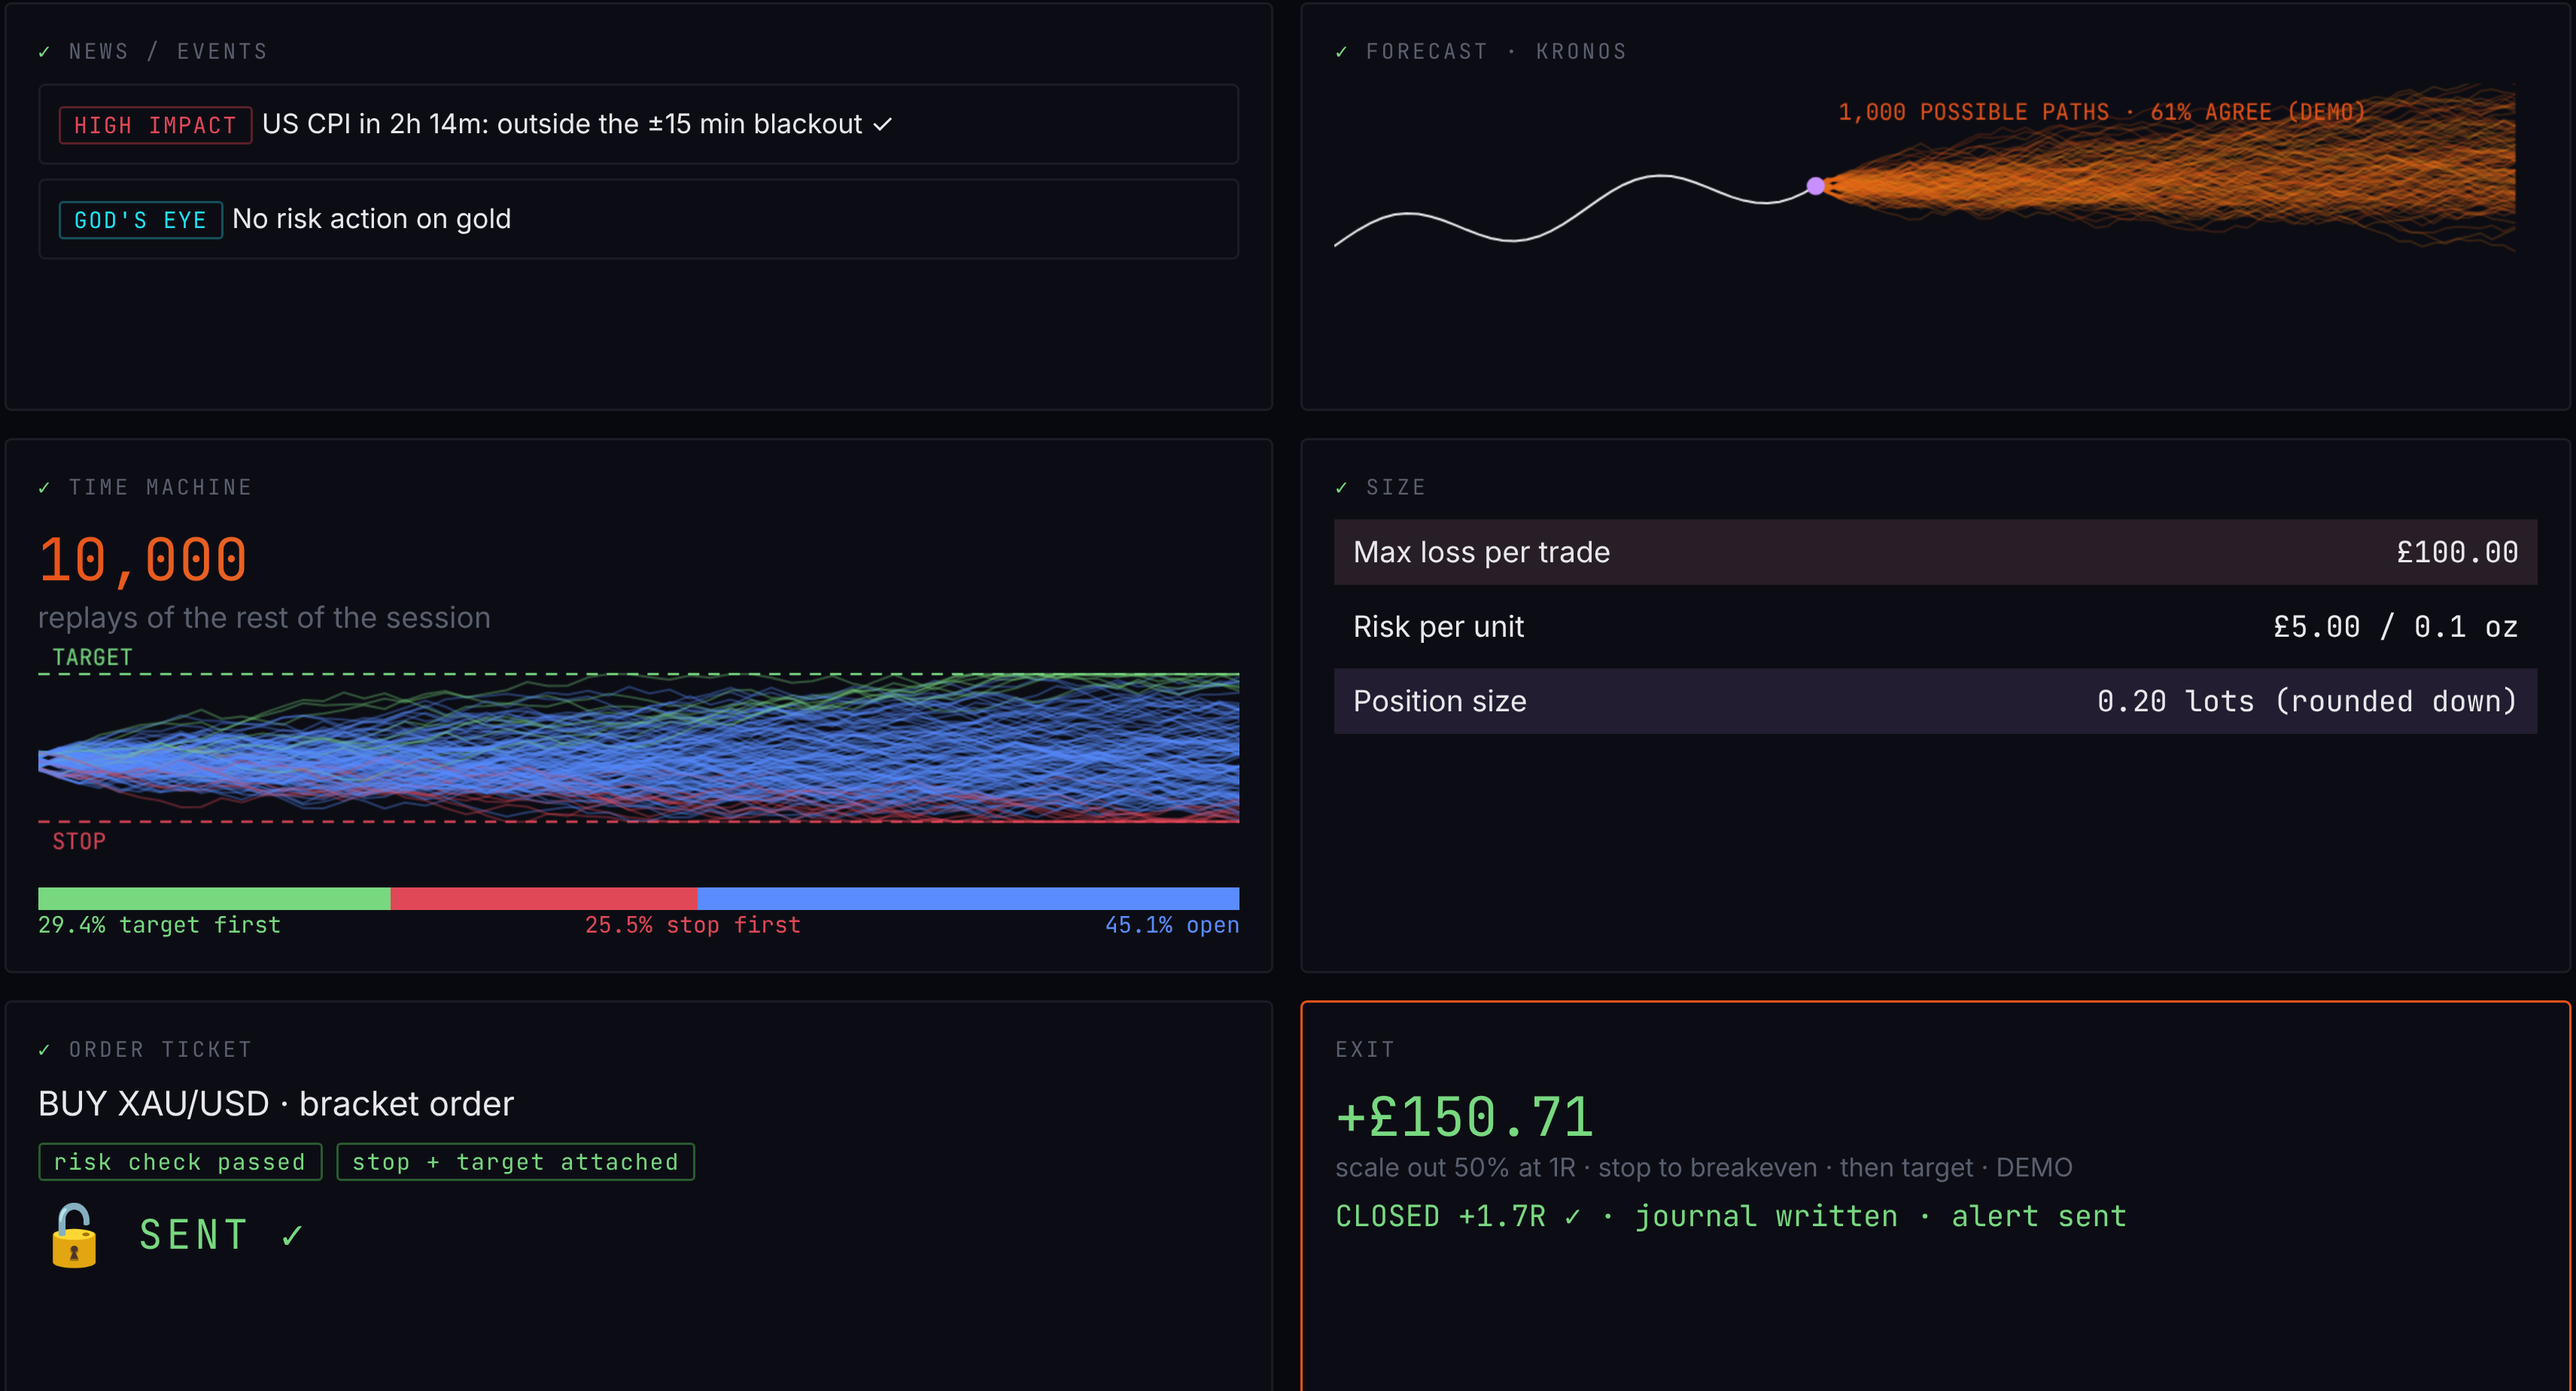 ✓ NEWS / EVENTS
HIGH IMPACT US CPI in 2h 14m: outside the ±15 min blackout ✓
GOD'S EYE No risk action on gold
✓ FORECAST · KRONOS
1,000 POSSIBLE PATHS · 61% AGREE (DEMO)
✓ TIME MACHINE
10,000
replays of the rest of the session
TARGET
STOP
29.4% target first 25.5% stop first 45.1% open
✓ SIZE
Max loss per trade £100.00
Risk per unit £5.00 / 0.1 oz
Position size 0.20 lots (rounded down)
✓ ORDER TICKET
BUY XAU/USD · bracket order
risk check passed stop + target attached
SENT ✓
EXIT
+£150.71
scale out 50% at 1R · stop to breakeven · then target · DEMO
CLOSED +1.7R ✓ · journal written · alert sent